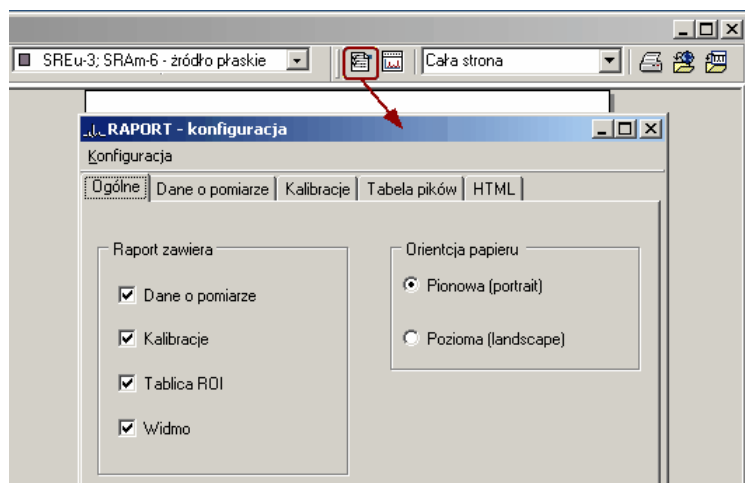 SREu-3; SRAm-6 - źródło płaskie
Cała strona
RAPORT - konfiguracja
Konfiguracja
Ogólne
Dane o pomiarze
Kalibracje
Tabela pików
HTML
Raport zawiera
Dane o pomiarze
Kalibracje
Tablica ROI
Widmo
Orientcja papieru
Pionowa (portrait)
Pozioma (landscape)